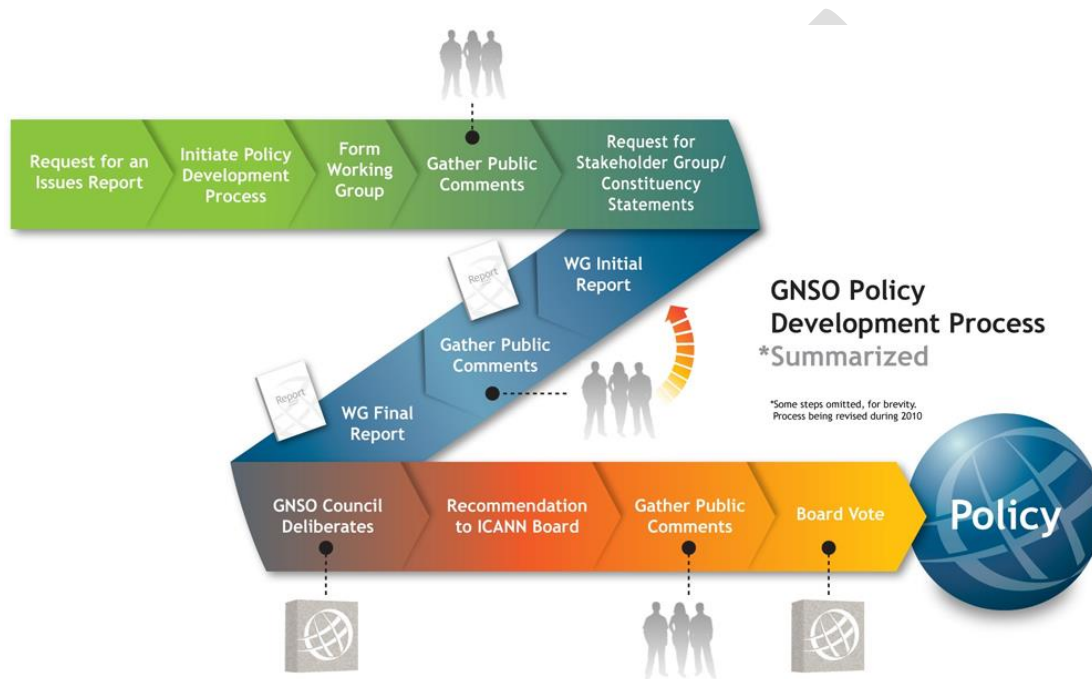 Request for an
Issues Report
Initiate Policy
Development
Process
Form
Working
Group
Gather Public
Comments
Request for
Stakeholder Group/
Constituency
Statements
WG Initial
Report
Report
Gather Public
Comments
Report
WG Final
Report
GNSO Policy
Development Process
*Summarized
*Some steps omitted, for brevity.
Process being revised during 2010
GNSO Council
Deliberates
Recommendation
to ICANN Board
Gather Public
Comments
Board Vote
Policy